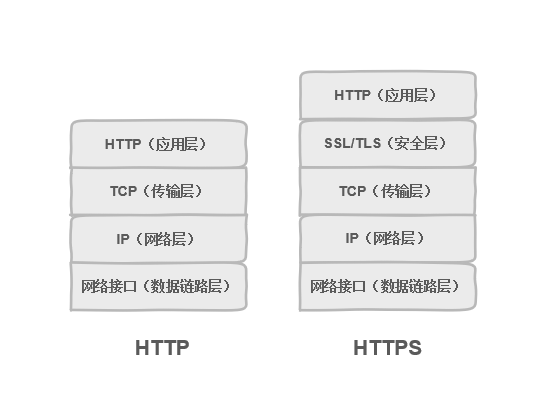 HTTP（应用层）
TCP（传输层）
IP（网络层）
网络接口（数据链路层）
HTTP
HTTP（应用层）
SSL/TLS（安全层）
TCP（传输层）
IP（网络层）
网络接口（数据链路层）
HTTPS